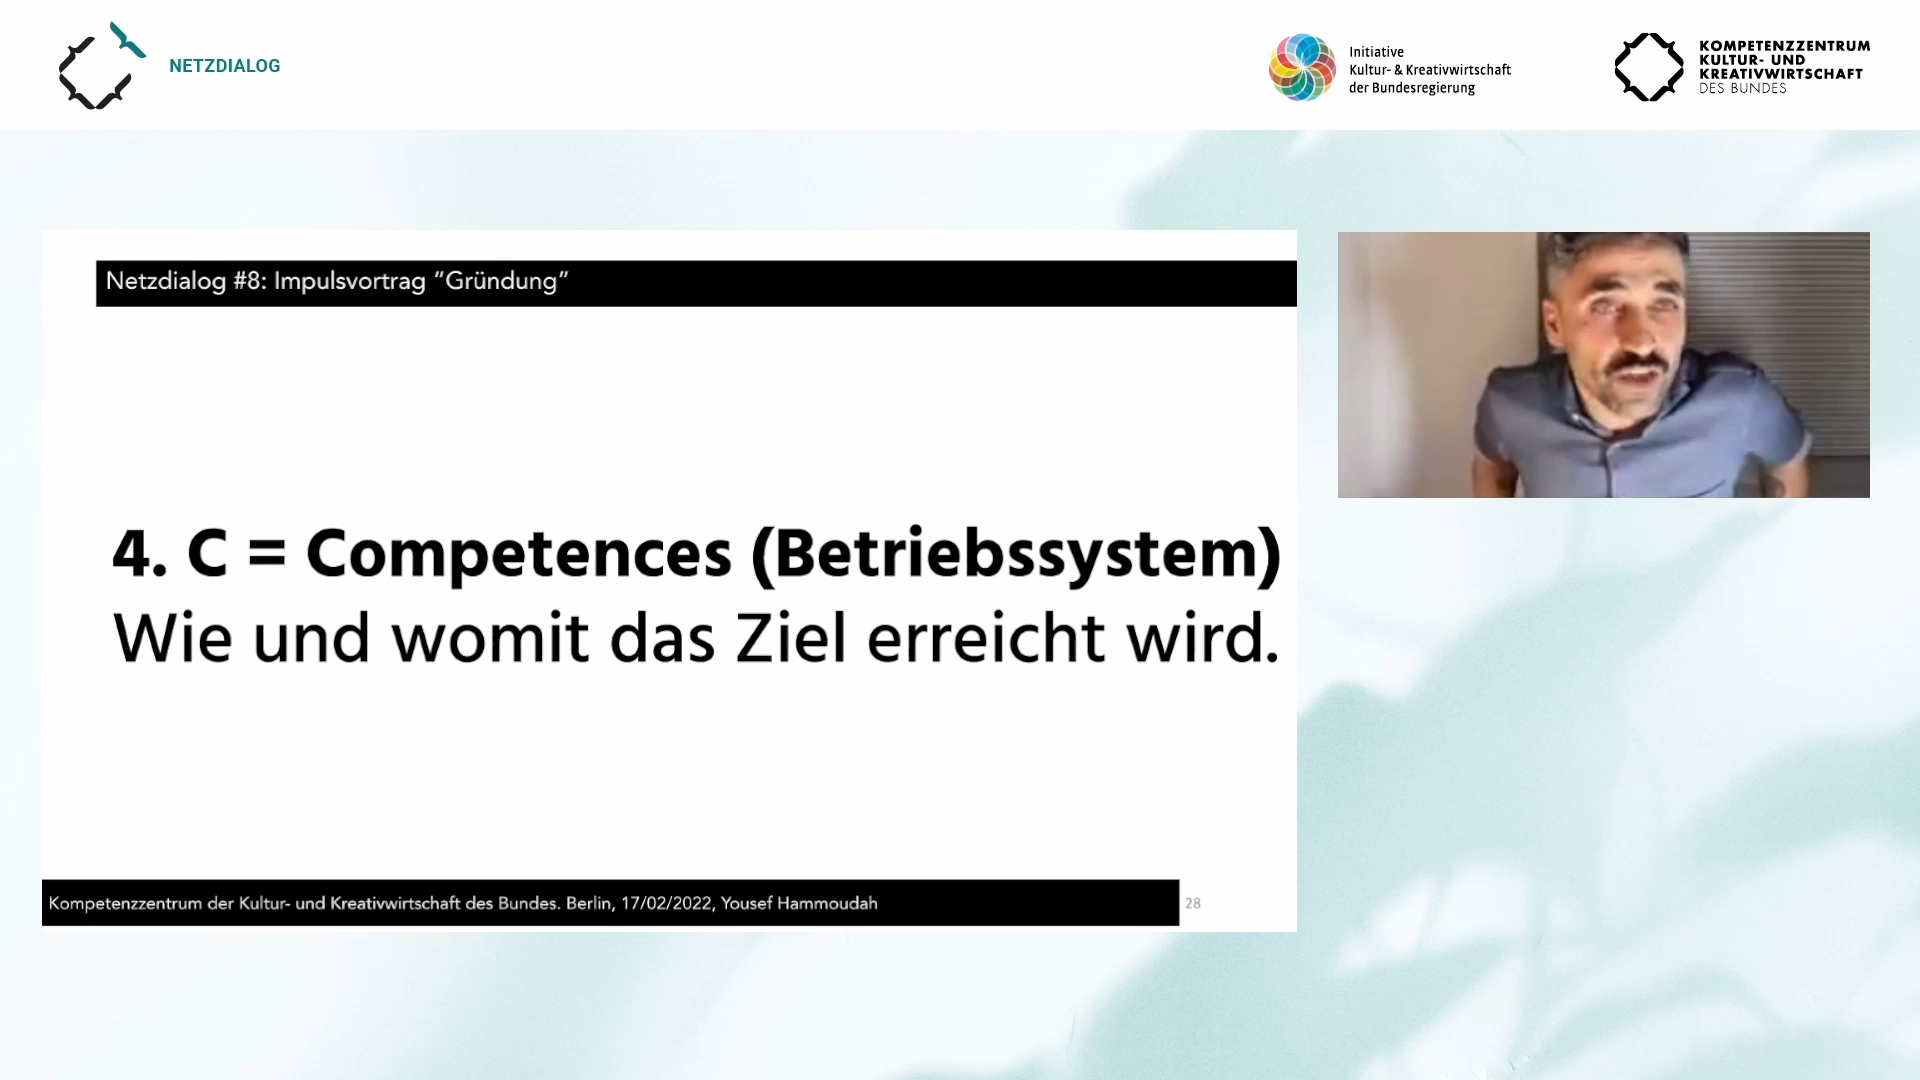 NETZDIALOG
Initiative
Kultur- & Kreativwirtschaft
der Bundesregierung
KOMPETENZZENTRUM
KULTUR- UND
KREATIVWIRTSCHAFT
DES BUNDES
Netzdialog #8: Impulsvortrag “Gründung”
4. C = Competences (Betriebssystem)
Wie und womit das Ziel erreicht wird.
Kompetenzzentrum der Kultur- und Kreativwirtschaft des Bundes. Berlin, 17/02/2022, Yousef Hammoudah
28